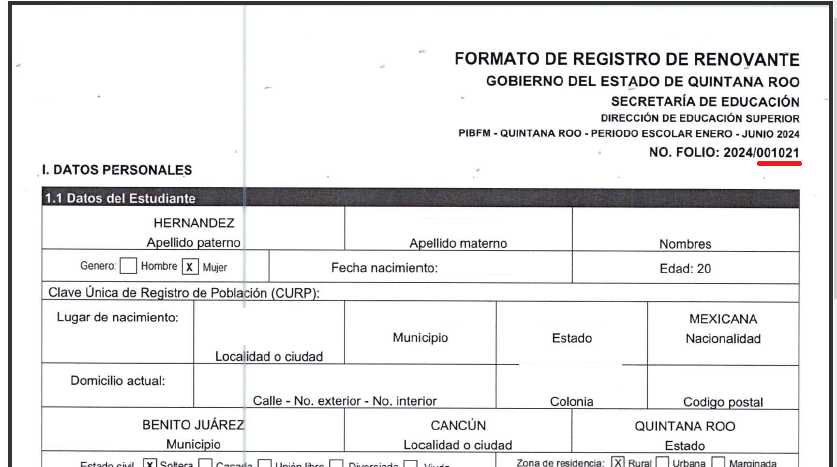 FORMATO DE REGISTRO DE RENOVANTE
GOBIERNO DEL ESTADO DE QUINTANA ROO
SECRETARÍA DE EDUCACIÓN
DIRECCIÓN DE EDUCACIÓN SUPERIOR
PIBFM - QUINTANA ROO - PERIODO ESCOLAR ENERO - JUNIO 2024
NO. FOLIO: 2024/001021
I. DATOS PERSONALES
1.1 Datos del Estudiante
HERNANDEZ
Apellido paterno Apellido materno Nombres
Genero: Hombre X Mujer Fecha nacimiento: Edad: 20
Clave Única de Registro de Población (CURP):
Lugar de nacimiento: MEXICANA
Municipio Estado Nacionalidad
Localidad o ciudad
Domicilio actual:
Calle - No. exterior - No. interior Colonia Codigo postal
BENITO JUÁREZ CANCÚN QUINTANA ROO
Municipio Localidad o ciudad Estado
Estado civil X Soltera Casada Unión libre Divorciada Viuda Zona de residencia: X Rural Urbana Marginada